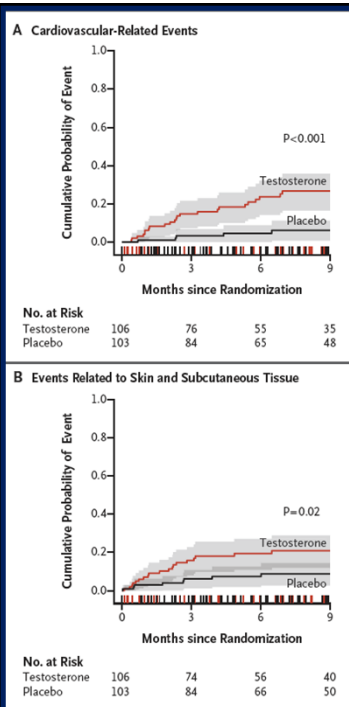 A Cardiovascular-Related Events
1.0
0.8
0.6
0.4
0.2
0.0
Cumulative Probability of Event
P<0.001
Testosterone
Placebo
0 3 6 9
Months since Randomization
No. at Risk
Testosterone 106 76 55 35
Placebo 103 84 65 48
B Events Related to Skin and Subcutaneous Tissue
1.0
0.8
0.6
0.4
0.2
0.0
Cumulative Probability of Event
P=0.02
Testosterone
Placebo
0 3 6 9
Months since Randomization
No. at Risk
Testosterone 106 74 56 40
Placebo 103 84 66 50